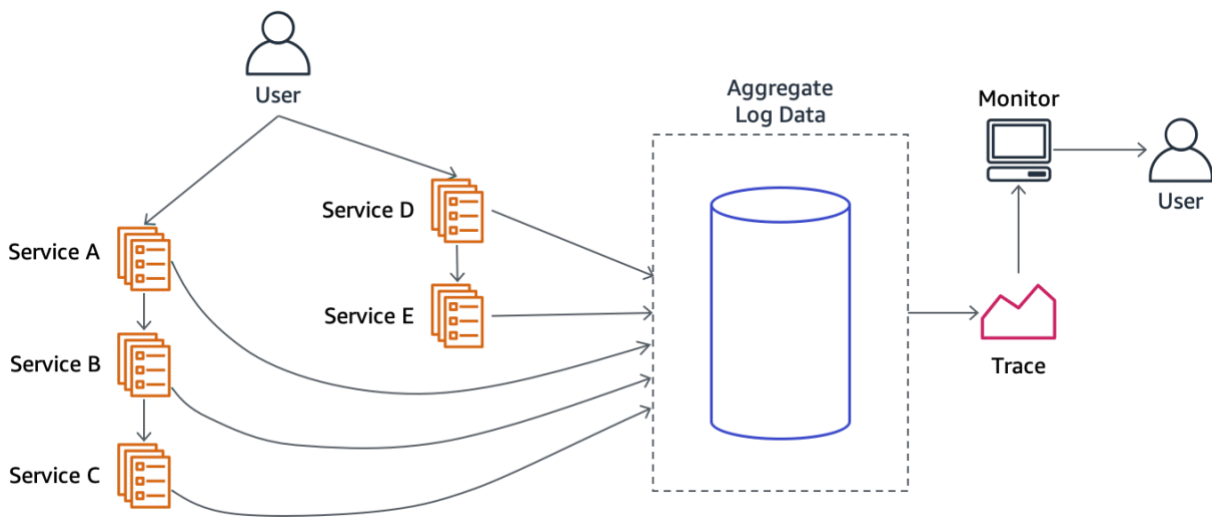 User
Aggregate
Log Data
Monitor
User
Service D
Service A
Service E
Service B
Trace
Service C